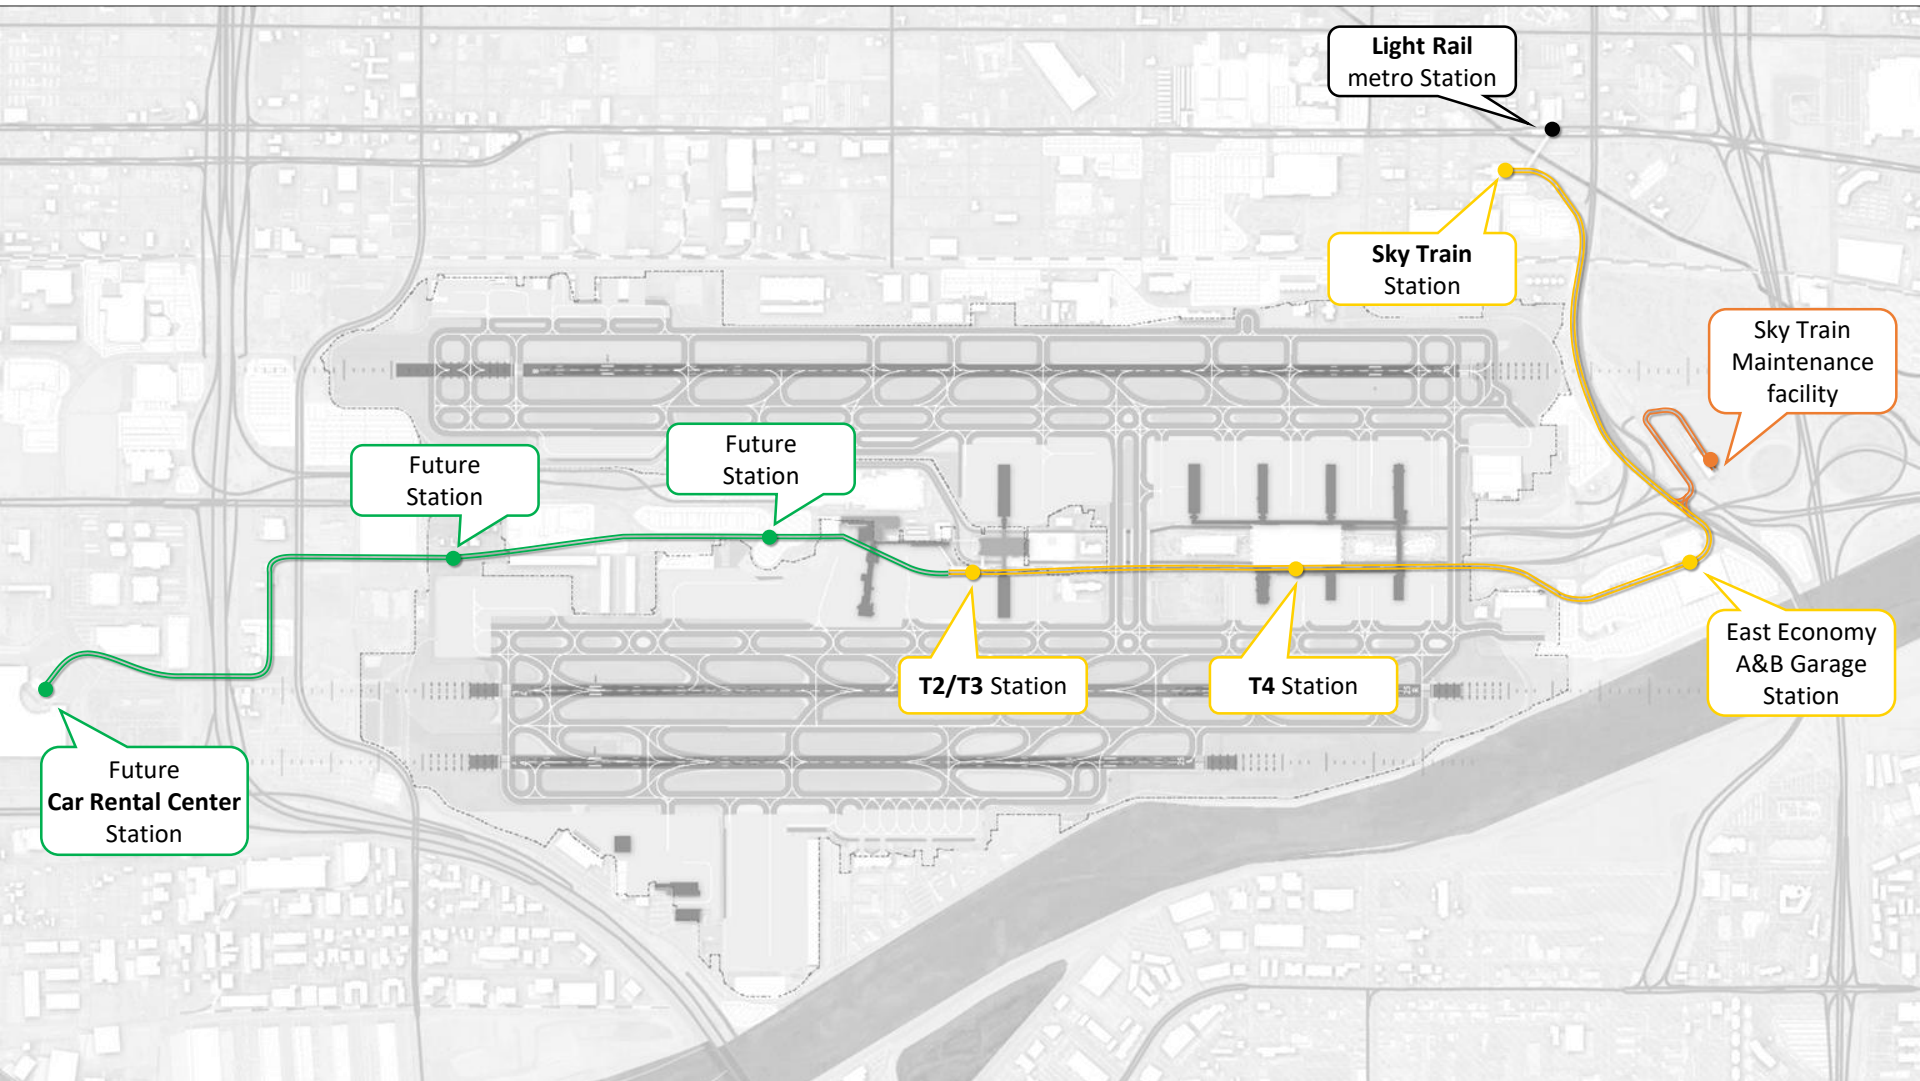 Light Rail
metro Station
Sky Train
Station
Sky Train
Maintenance
facility
Future
Station
Future
Station
T2/T3 Station
T4 Station
East Economy
A&B Garage
Station
Future
Car Rental Center
Station